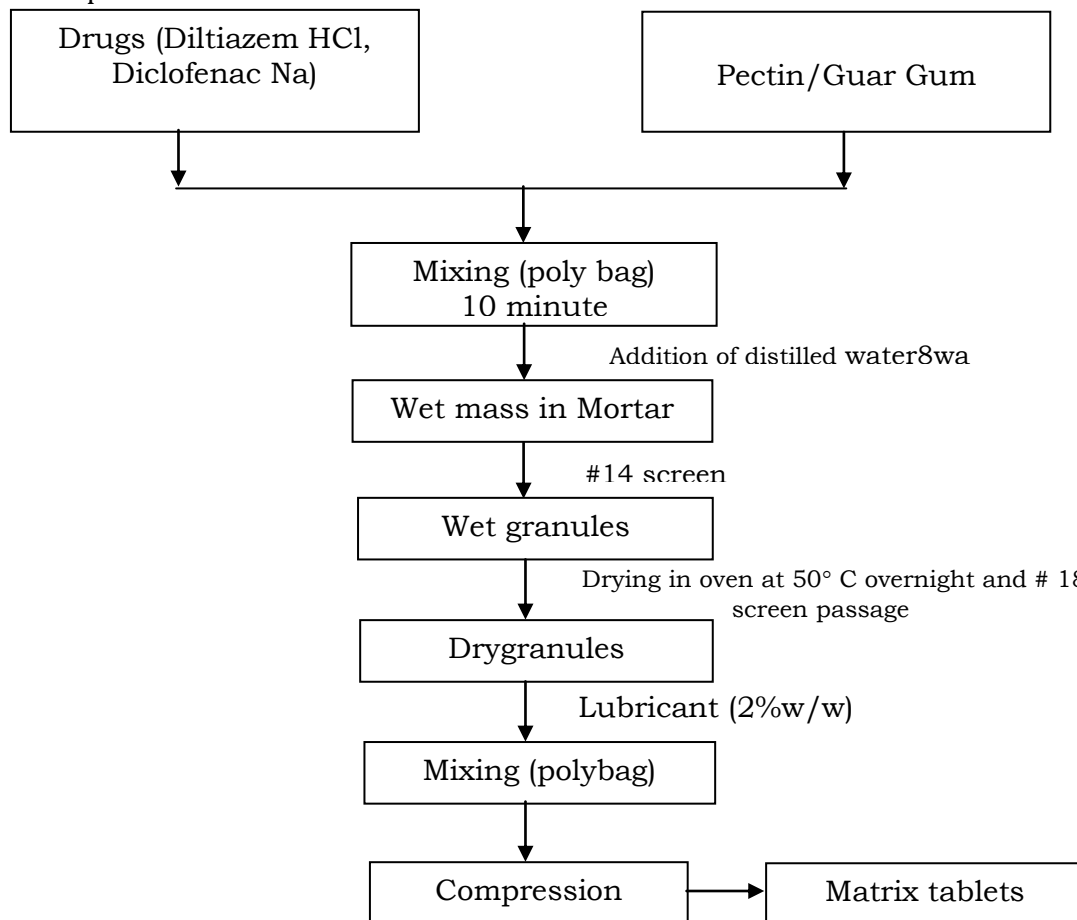 Drugs (Diltiazem HCl,
Diclofenac Na)
Pectin/Guar Gum
Mixing (poly bag)
10 minute
Addition of distilled water8wa
Wet mass in Mortar
#14 screen
Wet granules
Drying in oven at 50° C overnight and # 18
screen passage
Drygranules
Lubricant (2%w/w)
Mixing (polybag)
Compression
Matrix tablets